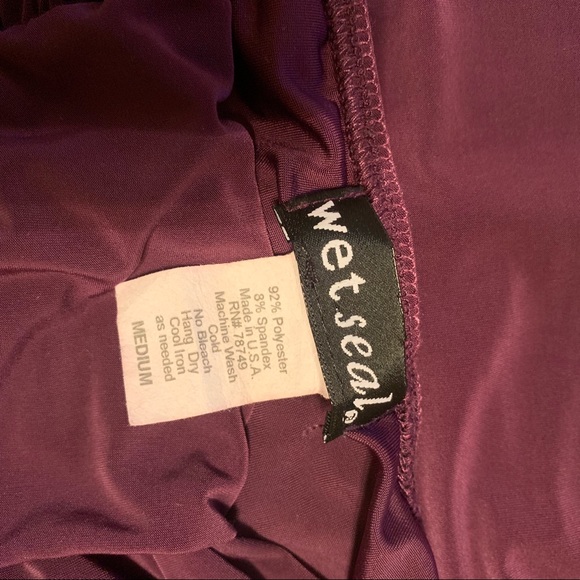 wet seal®
92% Polyester
8% Spandex
Made in U.S.A.
RN# 78749
Machine Wash
Cold
No Bleach
Hang Dry
Cool Iron
as needed
MEDIUM